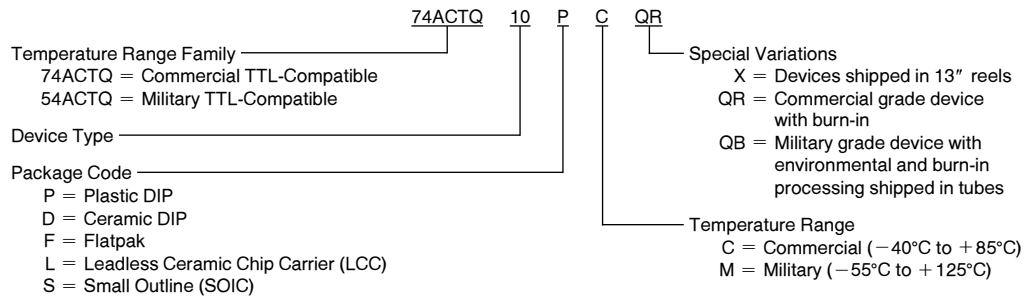 74ACTQ 10 P C QR
Temperature Range Family
74ACTQ = Commercial TTL-Compatible
54ACTQ = Military TTL-Compatible
Device Type
Package Code
P = Plastic DIP
D = Ceramic DIP
F = Flatpak
L = Leadless Ceramic Chip Carrier (LCC)
S = Small Outline (SOIC)
Special Variations
X = Devices shipped in 13″ reels
QR = Commercial grade device
with burn-in
QB = Military grade device with
environmental and burn-in
processing shipped in tubes
Temperature Range
C = Commercial (−40°C to +85°C)
M = Military (−55°C to +125°C)